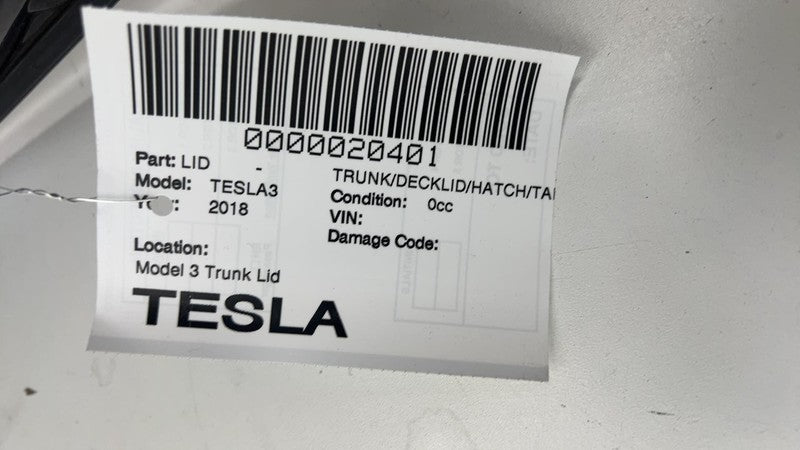 0000020401
Part: LID - TRUNK/DECKLID/HATCH/TAI
Model: TESLA3 Condition: 0cc
Year: 2018 VIN:
Damage Code:
Location:
Model 3 Trunk Lid
TESLA